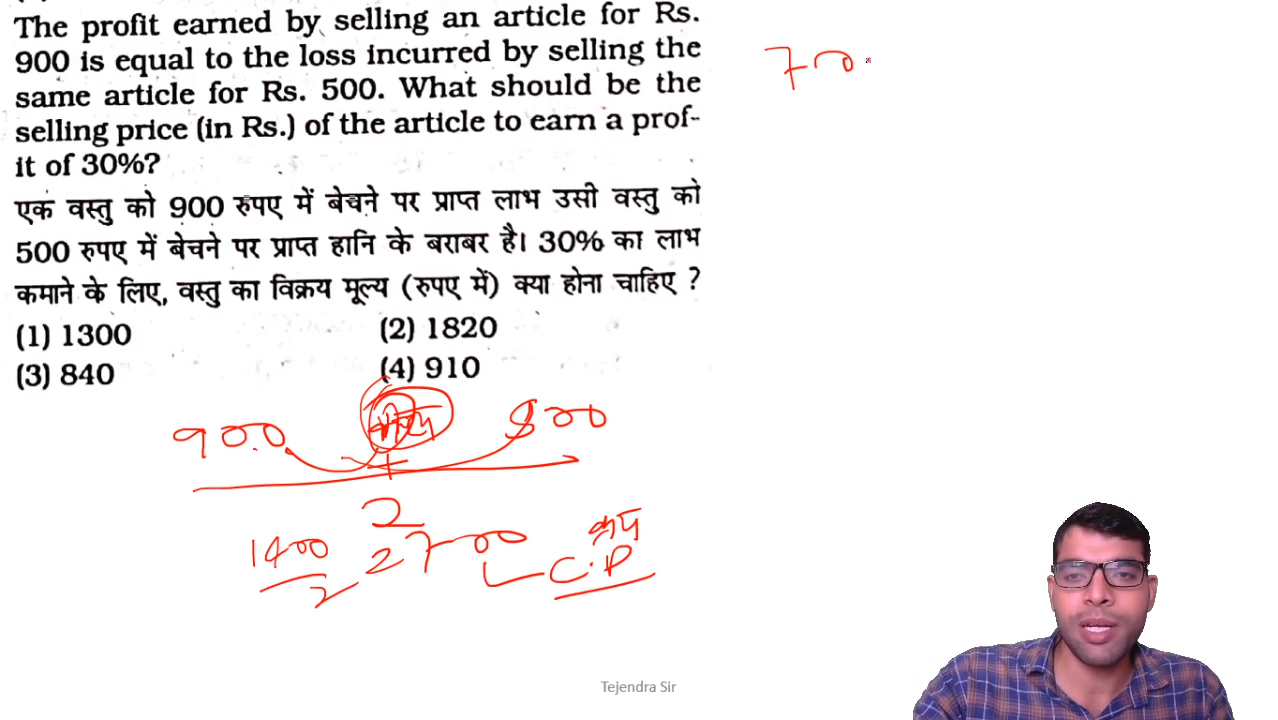 The profit earned by selling an article for Rs.
900 is equal to the loss incurred by selling the
same article for Rs. 500. What should be the
selling price (in Rs.) of the article to earn a prof-
it of 30%?
एक वस्तु को 900 रुपए में बेचने पर प्राप्त लाभ उसी वस्तु को
500 रुपए में बेचने पर प्राप्त हानि के बराबर है। 30% का लाभ
कमाने के लिए, वस्तु का विक्रय मूल्य (रुपए में) क्या होना चाहिए ?
(1) 1300 (2) 1820
(3) 840 (4) 910
700
900 500
+
2
1400
2
700
C.P
Tejendra Sir